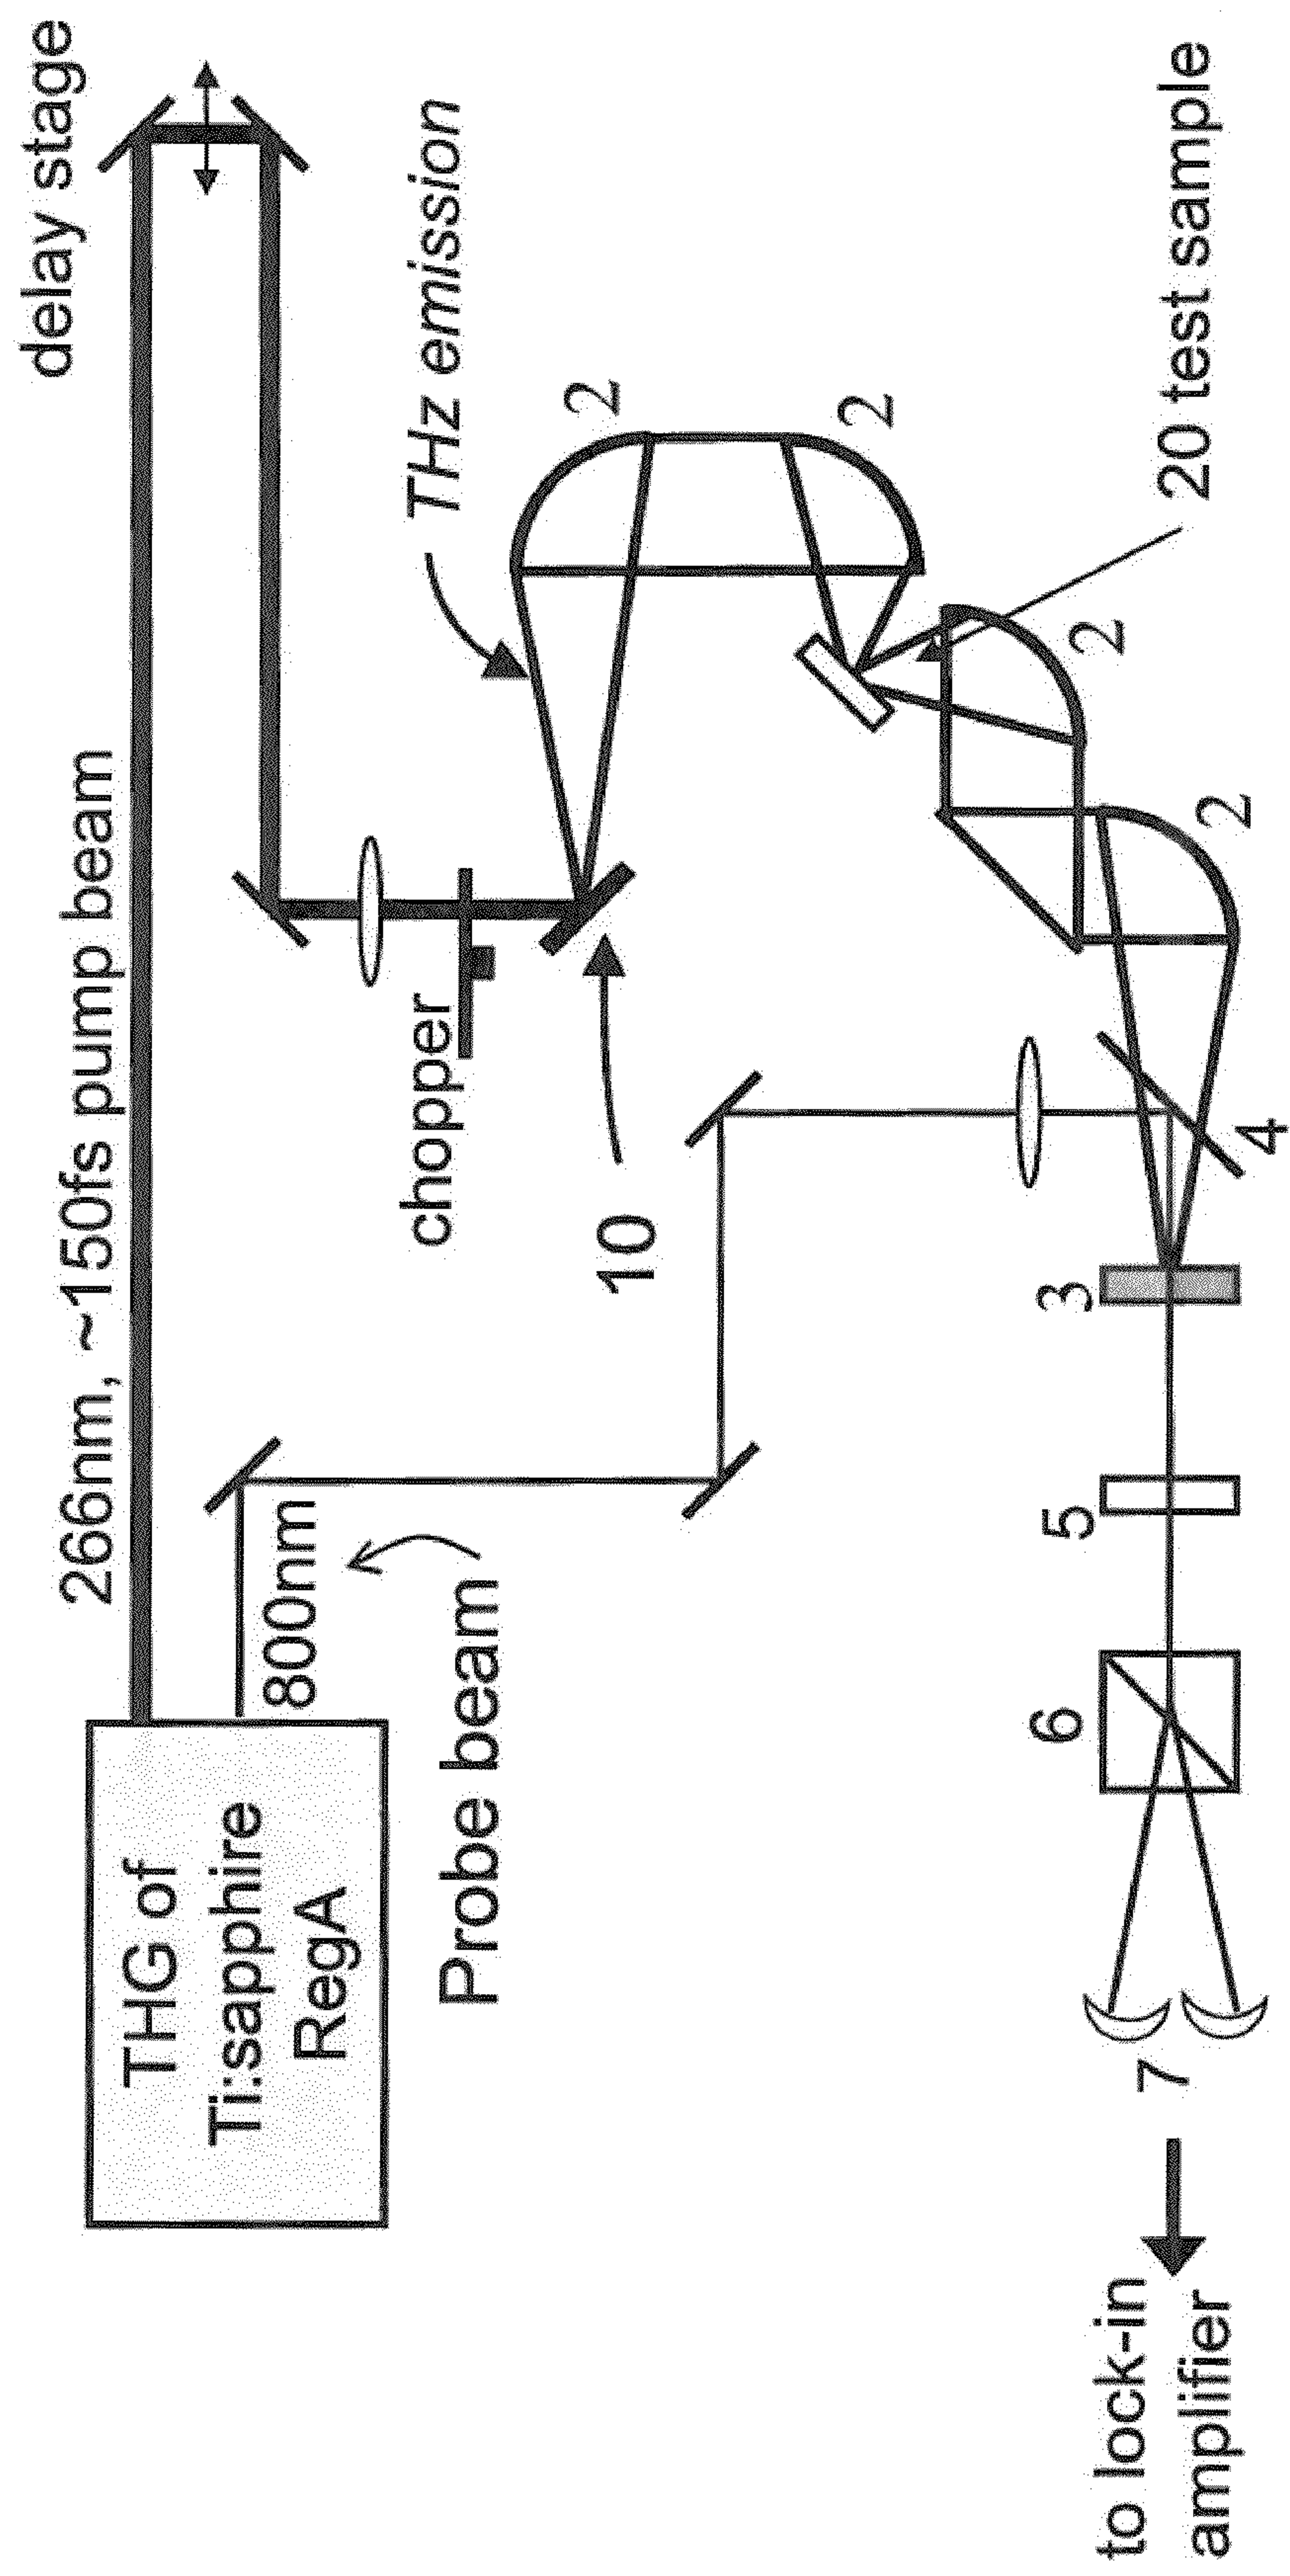 delay stage
266nm, ~150fs pump beam
THG of
Ti:sapphire
RegA
800nm
Probe beam
chopper
THz emission
10
2
2
20 test sample
2
2
4
3
5
6
7
to lock-in
amplifier